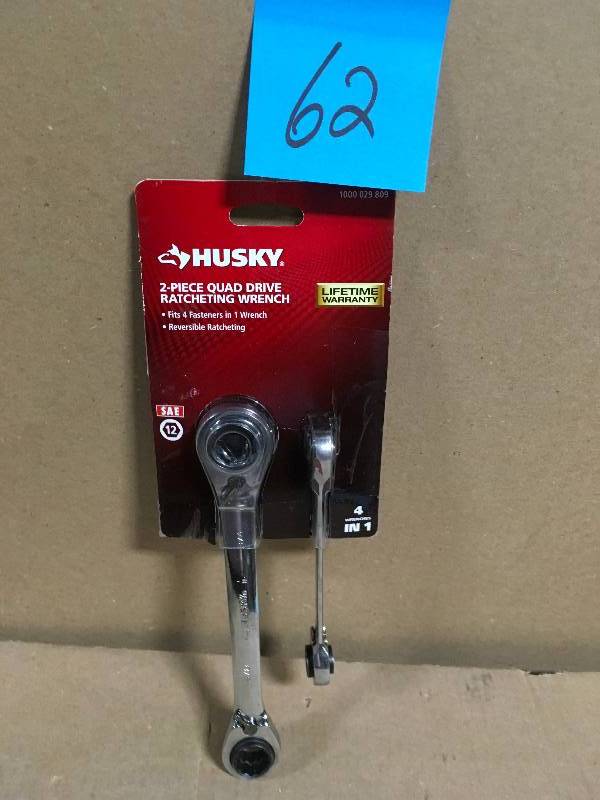 62
1000 029 809
HUSKY®
2-PIECE QUAD DRIVE
RATCHETING WRENCH
• Fits 4 Fasteners in 1 Wrench
• Reversible Ratcheting
LIFETIME
WARRANTY
SAE
12
4
WRENCHES
IN 1